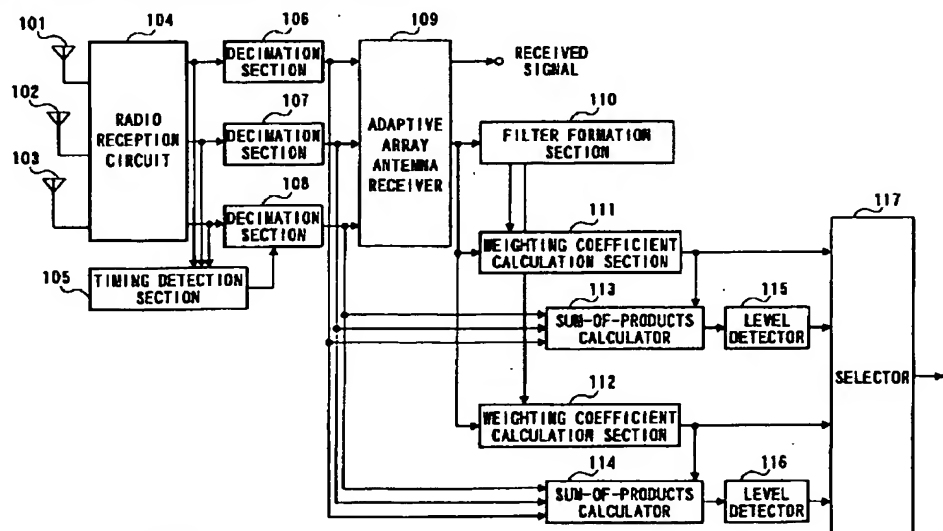 101
104
106
109
DECIMATION
SECTION
RECEIVED
SIGNAL
102
107
110
RADIO
RECEPTION
CIRCUIT
DECIMATION
SECTION
ADAPTIVE
ARRAY
ANTENNA
RECEIVER
FILTER FORMATION
SECTION
103
108
DECIMATION
SECTION
111
117
WEIGHTING COEFFICIENT
CALCULATION SECTION
105
TIMING DETECTION
SECTION
113
115
SUM-OF-PRODUCTS
CALCULATOR
LEVEL
DETECTOR
SELECTOR
112
WEIGHTING COEFFICIENT
CALCULATION SECTION
114
116
SUM-OF-PRODUCTS
CALCULATOR
LEVEL
DETECTOR